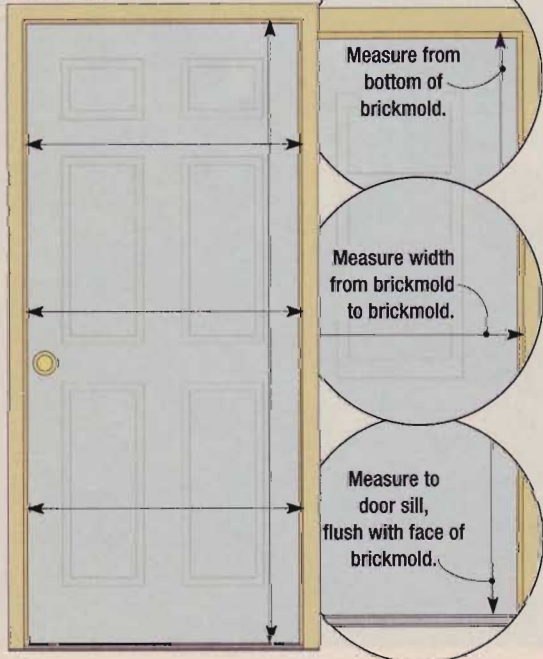 Measure from
bottom of
brickmold.
Measure width
from brickmold
to brickmold.
Measure to
door sill,
flush with face of
brickmold.